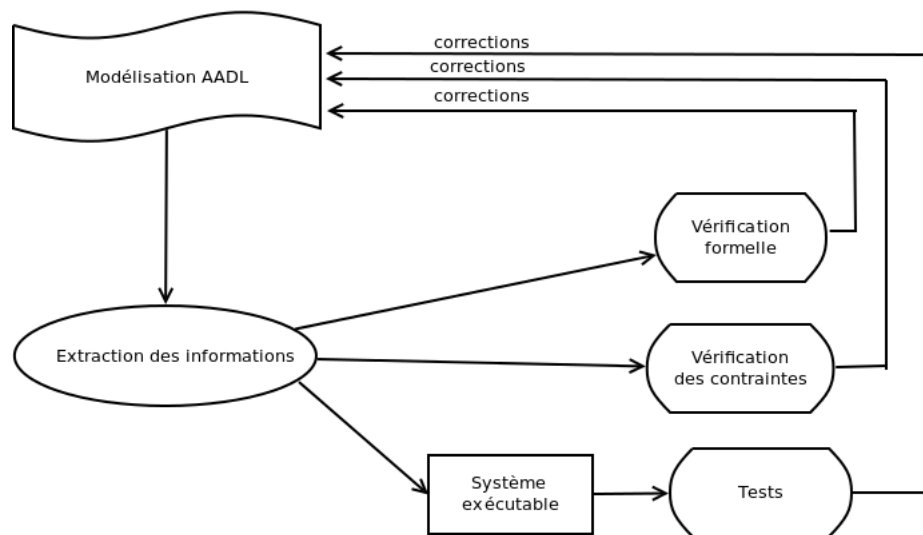 corrections
corrections
Modélisation AADL
corrections
Vérification
formelle
Extraction des informations
Vérification
des contraintes
Système
exécutable
Tests